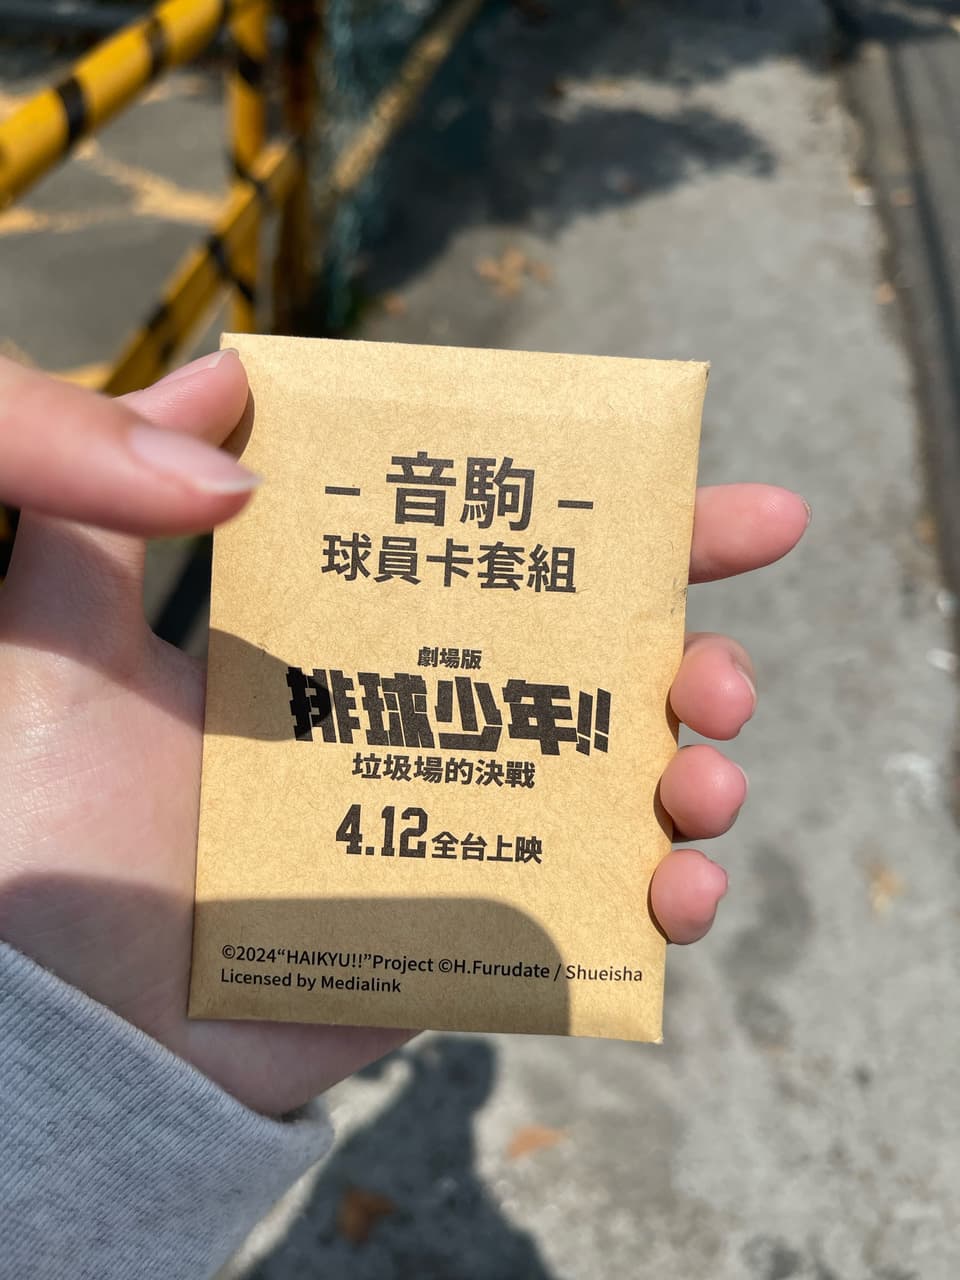 – 音駒 –
球員卡套組
劇場版
排球少年!!
垃圾場的決戰
4.12全台上映
©2024“HAIKYU!!”Project ©H.Furudate / Shueisha
Licensed by Medialink